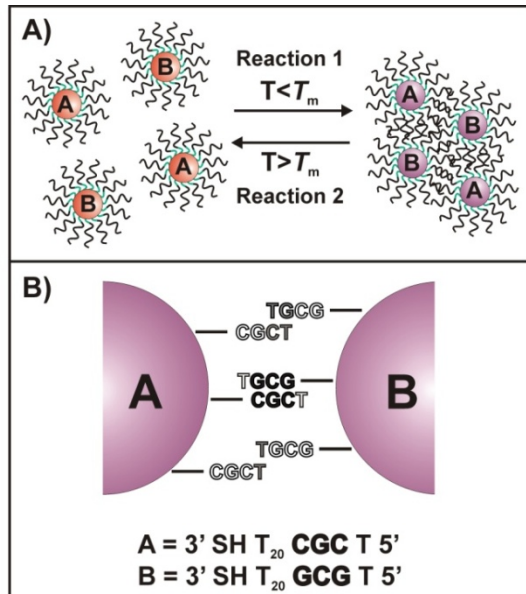 A)
B
Reaction 1
A
T<Tₘ
A
B
A
T>Tₘ
B
B
Reaction 2
A
B)
TGCG
CGCT
A
TGCG
B
CGCT
TGCG
CGCT
A = 3' SH T₂₀ CGC T 5'
B = 3' SH T₂₀ GCG T 5'